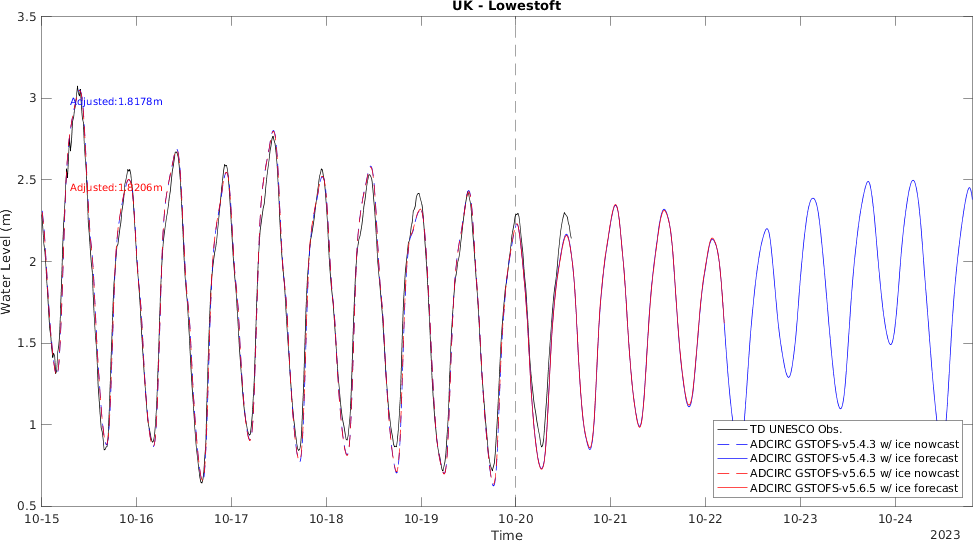 UK - Lowestoft
3.5
3
2.5
2
1.5
1
0.5
Water Level (m)
Adjusted:1.8178m
Adjusted:1.8206m
TD UNESCO Obs.
ADCIRC GSTOFS-v5.4.3 w/ ice nowcast
ADCIRC GSTOFS-v5.4.3 w/ ice forecast
ADCIRC GSTOFS-v5.6.5 w/ ice nowcast
ADCIRC GSTOFS-v5.6.5 w/ ice forecast
10-15 10-16 10-17 10-18 10-19 10-20 10-21 10-22 10-23 10-24
Time
2023